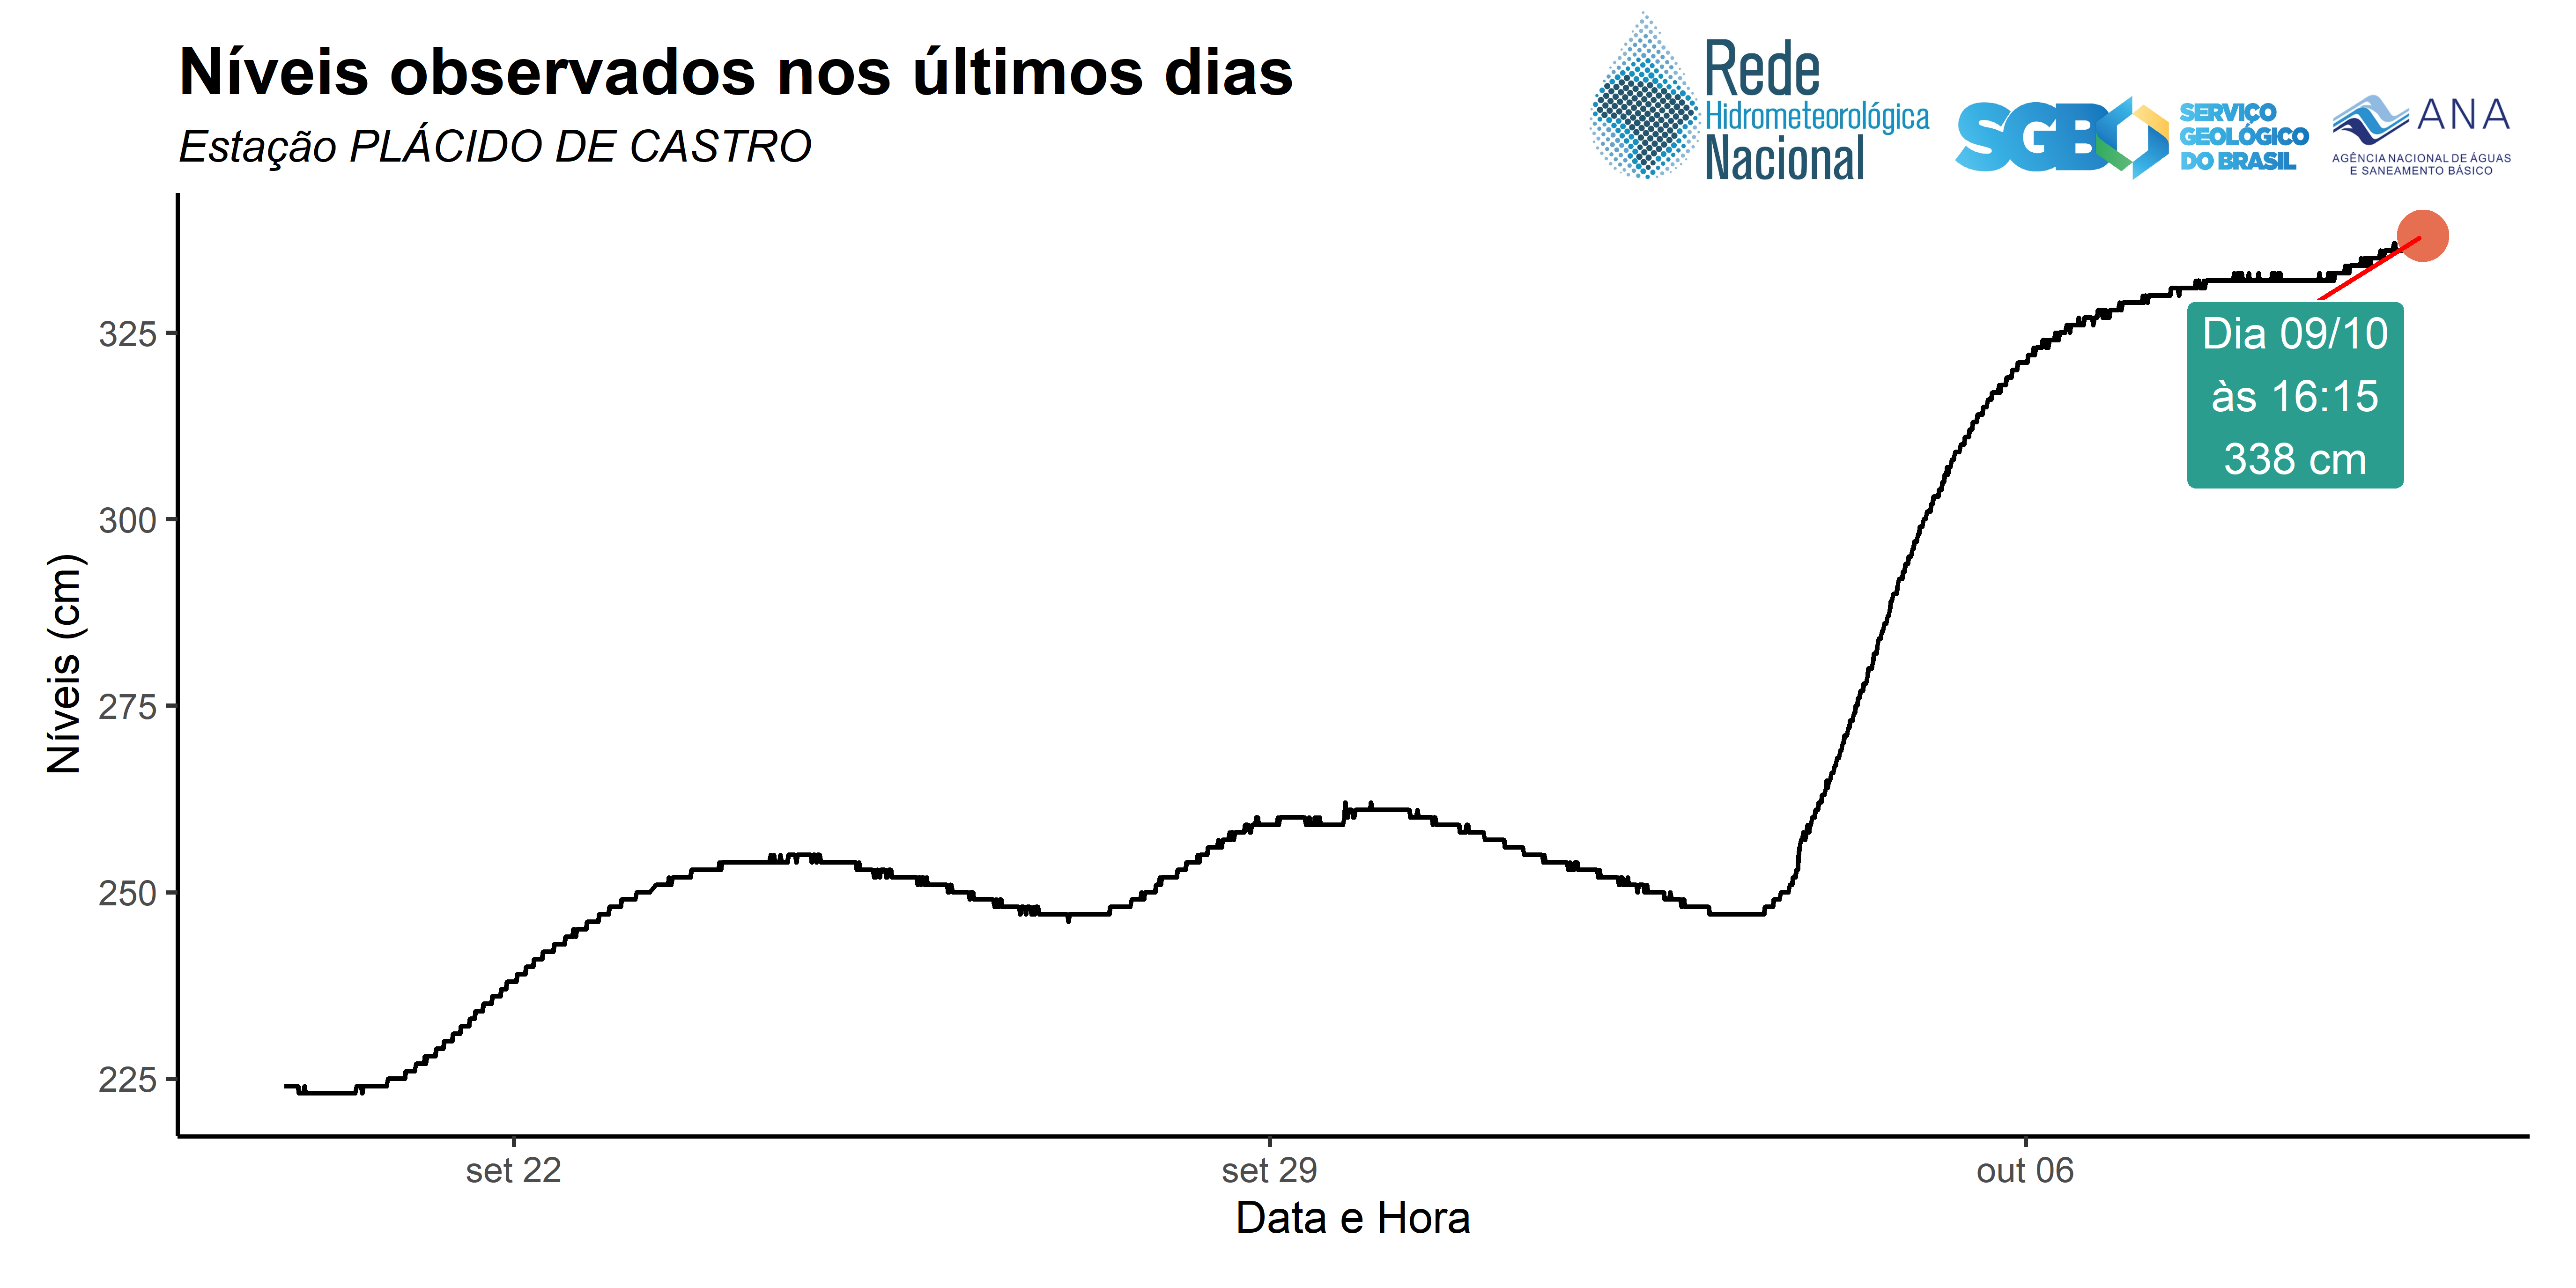 Níveis observados nos últimos dias
Estação PLÁCIDO DE CASTRO
Rede
Hidrometeorológica
Nacional
SGB
SERVIÇO
GEOLÓGICO
DO BRASIL
ANA
AGÊNCIA NACIONAL DE ÁGUAS
E SANEAMENTO BÁSICO
Níveis (cm)
325
300
275
250
225
Dia 09/10
às 16:15
338 cm
set 22
set 29
out 06
Data e Hora